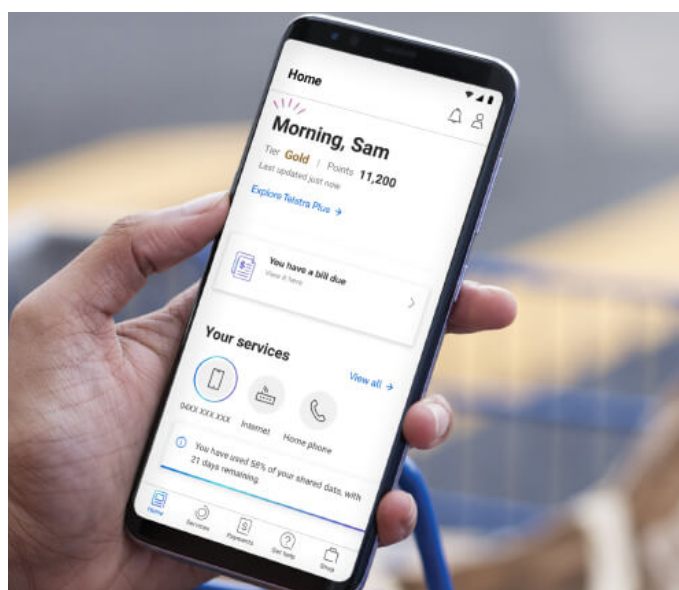 Home
Morning, Sam
Tier Gold | Points 11,200
Last updated just now
Explore Telstra Plus →
You have a bill due
View it here
Your services
View all →
04XX XXX XXX
Internet
Home phone
You have used 58% of your shared data, with
21 days remaining
Home
Services
Payments
Get help
Shop